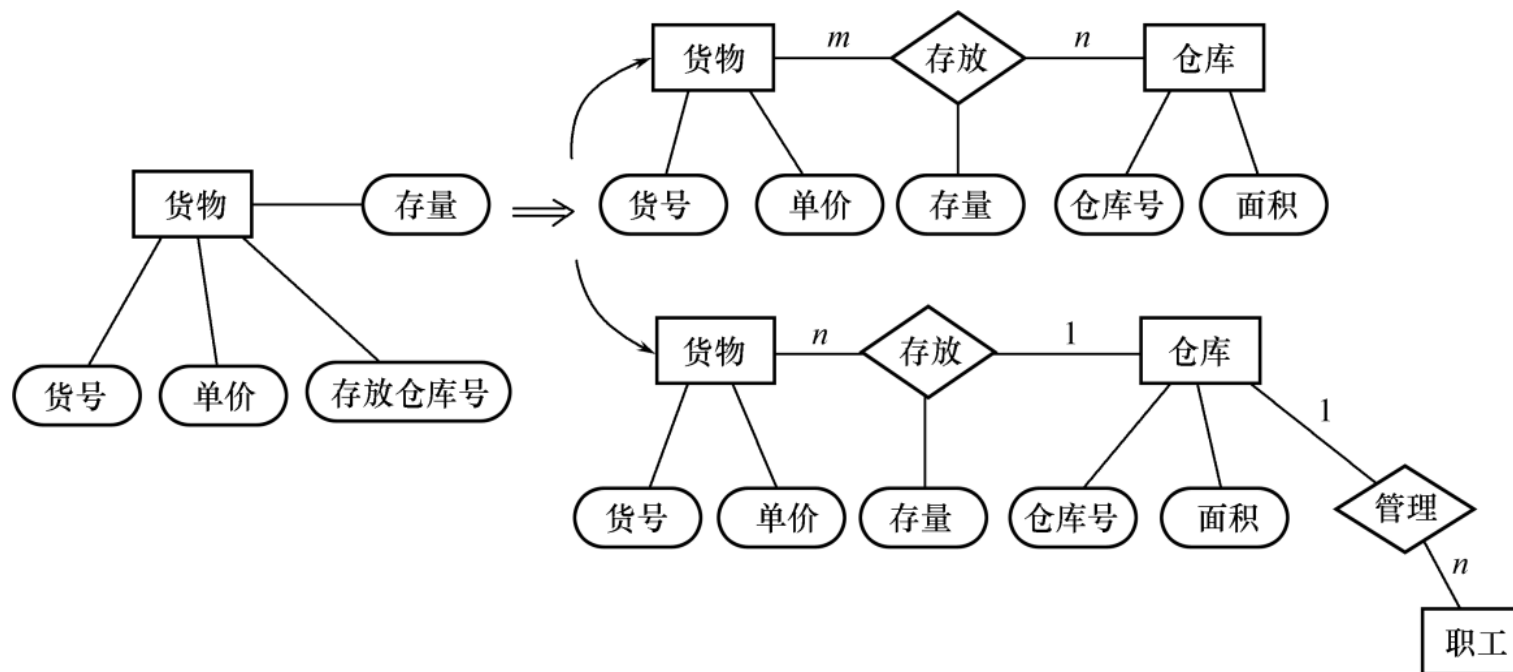 货物
存量
货号
单价
存放仓库号
货物
m
存放
n
仓库
货号
单价
存量
仓库号
面积
货物
n
存放
1
仓库
货号
单价
存量
仓库号
面积
1
管理
n
职工